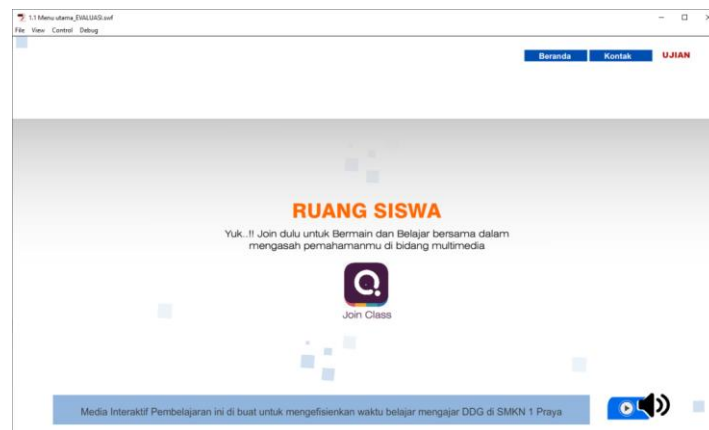 1.1 Menu utama_EVALUASI.swf
File View Control Debug
Beranda Kontak UJIAN
RUANG SISWA
Yuk..!! Join dulu untuk Bermain dan Belajar bersama dalam
mengasah pemahamanmu di bidang multimedia
Join Class
Media Interaktif Pembelajaran ini di buat untuk mengefisienkan waktu belajar mengajar DDG di SMKN 1 Praya